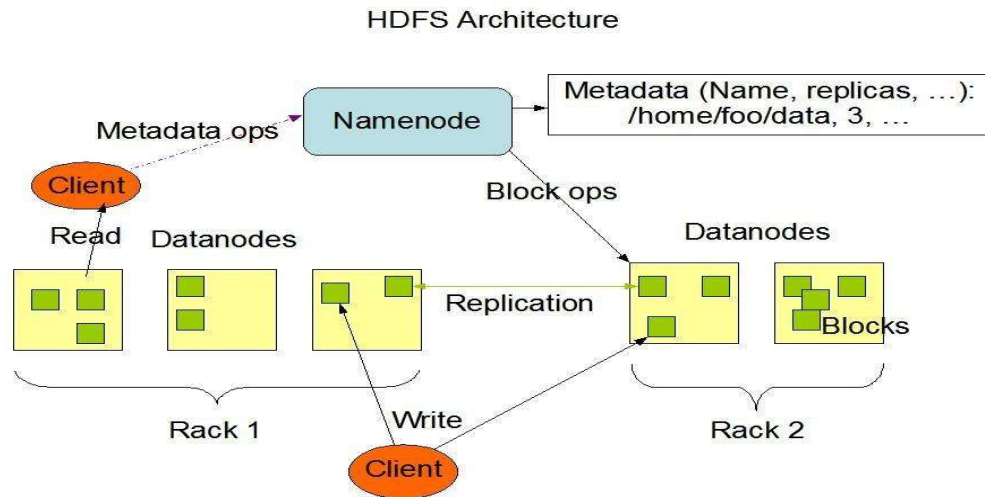 HDFS Architecture
Metadata (Name, replicas, …):
/home/foo/data, 3, …
Namenode
Metadata ops
Client
Block ops
Read
Datanodes
Datanodes
Replication
Blocks
Rack 1
Write
Rack 2
Client